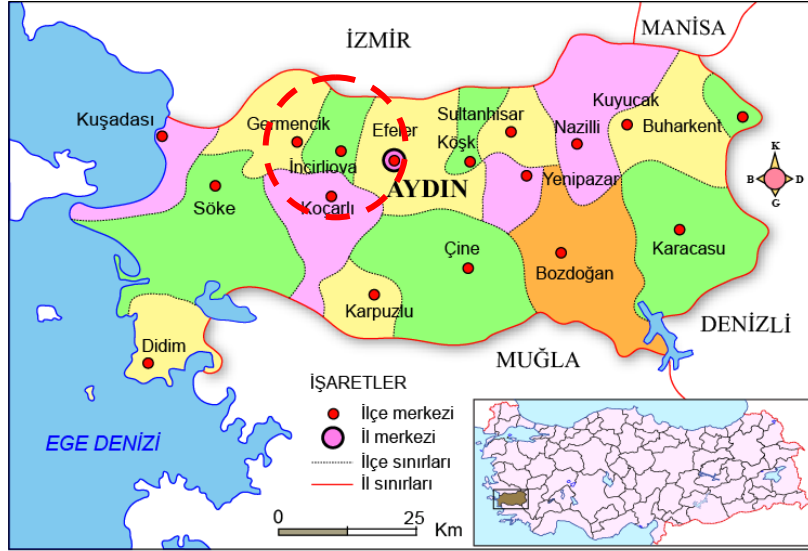 MANİSA
İZMİR
Kuşadası
Germencik
Efeler
Sultanhisar
Kuyucak
Köşk
Nazilli
Buharkent
İncirliova
AYDIN
Yenipazar
K
B
D
G
Söke
Koçarlı
Çine
Bozdoğan
Karacasu
Karpuzlu
Didim
MUĞLA
DENİZLİ
EGE DENİZİ
İŞARETLER
İlçe merkezi
İl merkezi
İlçe sınırları
İl sınırları
0
25
Km